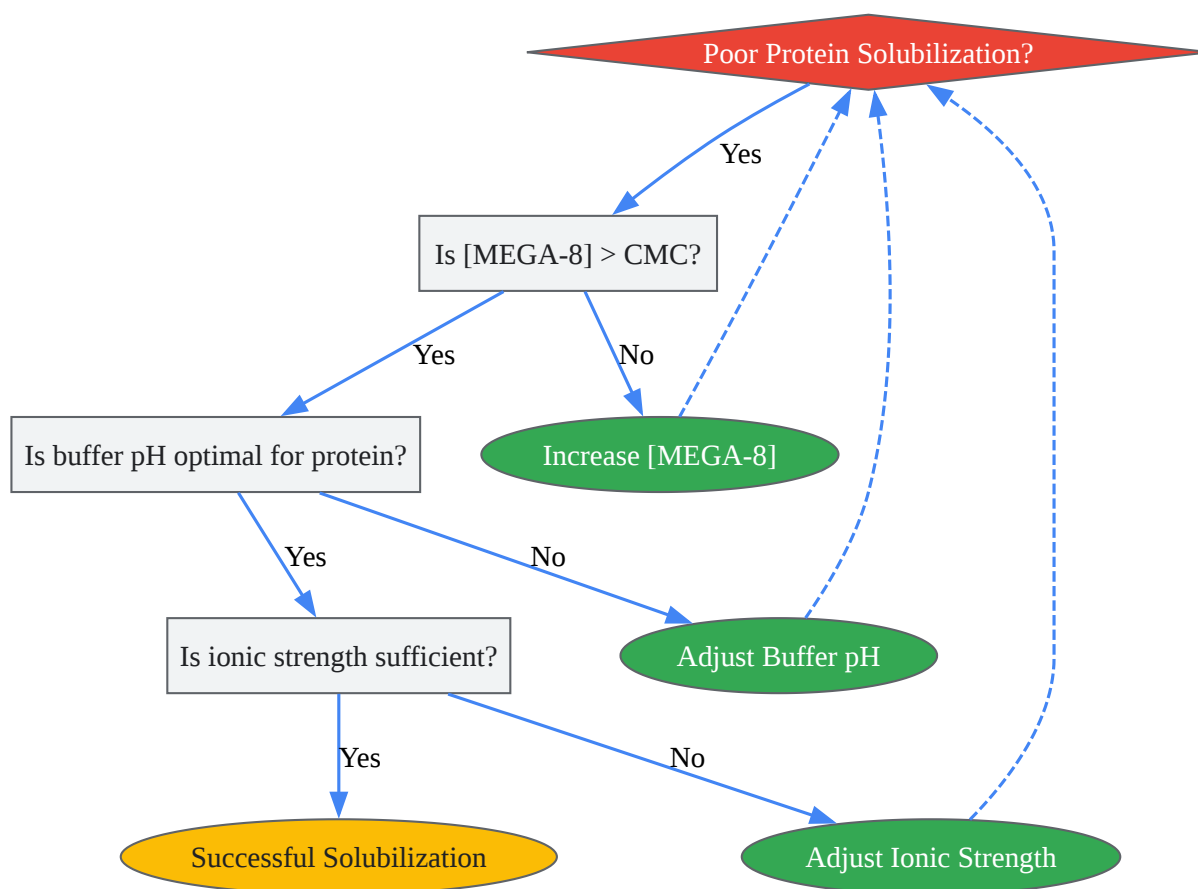 Poor Protein Solubilization?
Yes
Is [MEGA-8] > CMC?
Yes
No
Is buffer pH optimal for protein?
Increase [MEGA-8]
Yes
No
Is ionic strength sufficient?
Adjust Buffer pH
Yes
No
Successful Solubilization
Adjust Ionic Strength